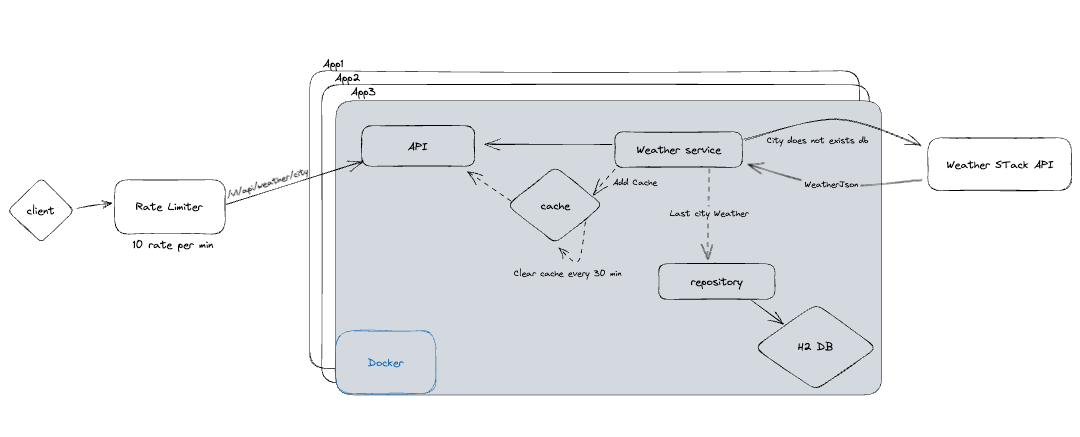 App1
App2
App3
API
Weather service
City does not exists db
Weather STack API
WeatherJson
/v1/api/weather/city
client
Rate Limiter
10 rate per min
Add Cache
cache
Last city Weather
Clear cache every 30 min
repository
H2 DB
Docker